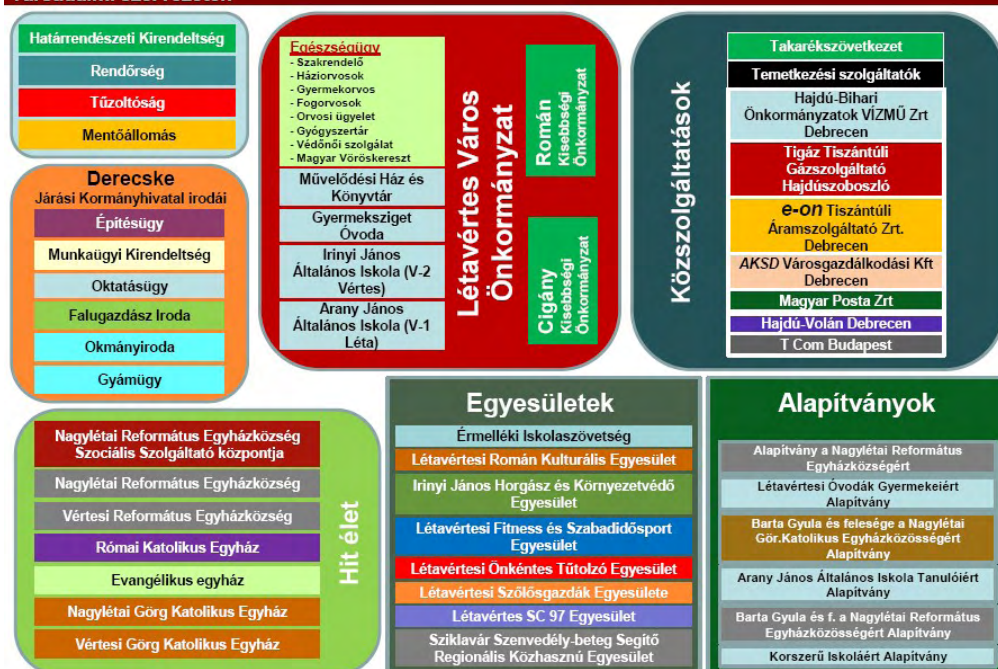 Határrendészeti Kirendeltség
Rendőrség
Tűzoltóság
Mentőállomás
Derecske
Járási Kormányhivatal irodái
Építésügy
Munkaügyi Kirendeltség
Oktatásügy
Falugazdász Iroda
Okmányiroda
Gyámügy
Egészségügy
- Szakrendelő
- Háziorvosok
- Gyermekorvos
- Fogorvosok
- Orvosi ügyelet
- Gyógyszertár
- Védőnői szolgálat
- Magyar Vöröskereszt
Művelődési Ház és
Könyvtár
Gyermeksziget
Óvoda
Irinyi János
Általános Iskola (V-2
Vértes)
Arany János
Általános Iskola (V-1
Léta)
Létavértes Város
Önkormányzat
Román
Kisebbségi
Önkormányzat
Cigány
Kisebbségi
Önkormányzat
Közszolgáltatások
Takarékszövetkezet
Temetkezési szolgáltatók
Hajdú-Bihari
Önkormányzatok VÍZMŰ Zrt
Debrecen
Tigáz Tiszántúli
Gázszolgáltató
Hajdúszoboszló
e-on Tiszántúli
Áramszolgáltató Zrt.
Debrecen
AKSD Városgazdálkodási Kft
Debrecen
Magyar Posta Zrt
Hajdú-Volán Debrecen
T Com Budapest
Nagylétai Református Egyházközség
Szociális Szolgáltató központja
Nagylétai Református Egyházközség
Vértesi Református Egyházközség
Római Katolikus Egyház
Evangélikus egyház
Nagylétai Görg Katolikus Egyház
Vértesi Görg Katolikus Egyház
Hit élet
Egyesületek
Érmelléki Iskolaszövetség
Létavértesi Román Kulturális Egyesület
Irinyi János Horgász és Környezetvédő
Egyesület
Létavértesi Fitness és Szabadidősport
Egyesület
Létavértesi Önkéntes Tűtolzó Egyesület
Létavértesi Szőlősgazdák Egyesülete
Létavértes SC 97 Egyesület
Sziklavár Szenvedély-beteg Segítő
Regionális Közhasznú Egyesület
Alapítványok
Alapítvány a Nagylétai Református
Egyházközségért
Létavértesi Óvodák Gyermekeiért
Alapítvány
Barta Gyula és felesége a Nagylétai
Gör.Katolikus Egyházközösségért
Alapítvány
Arany János Általános Iskola Tanulóiért
Alapítvány
Barta Gyula és f. a Nagylétai Református
Egyházközösségért Alapítvány
Korszerű Iskoláért Alapítvány